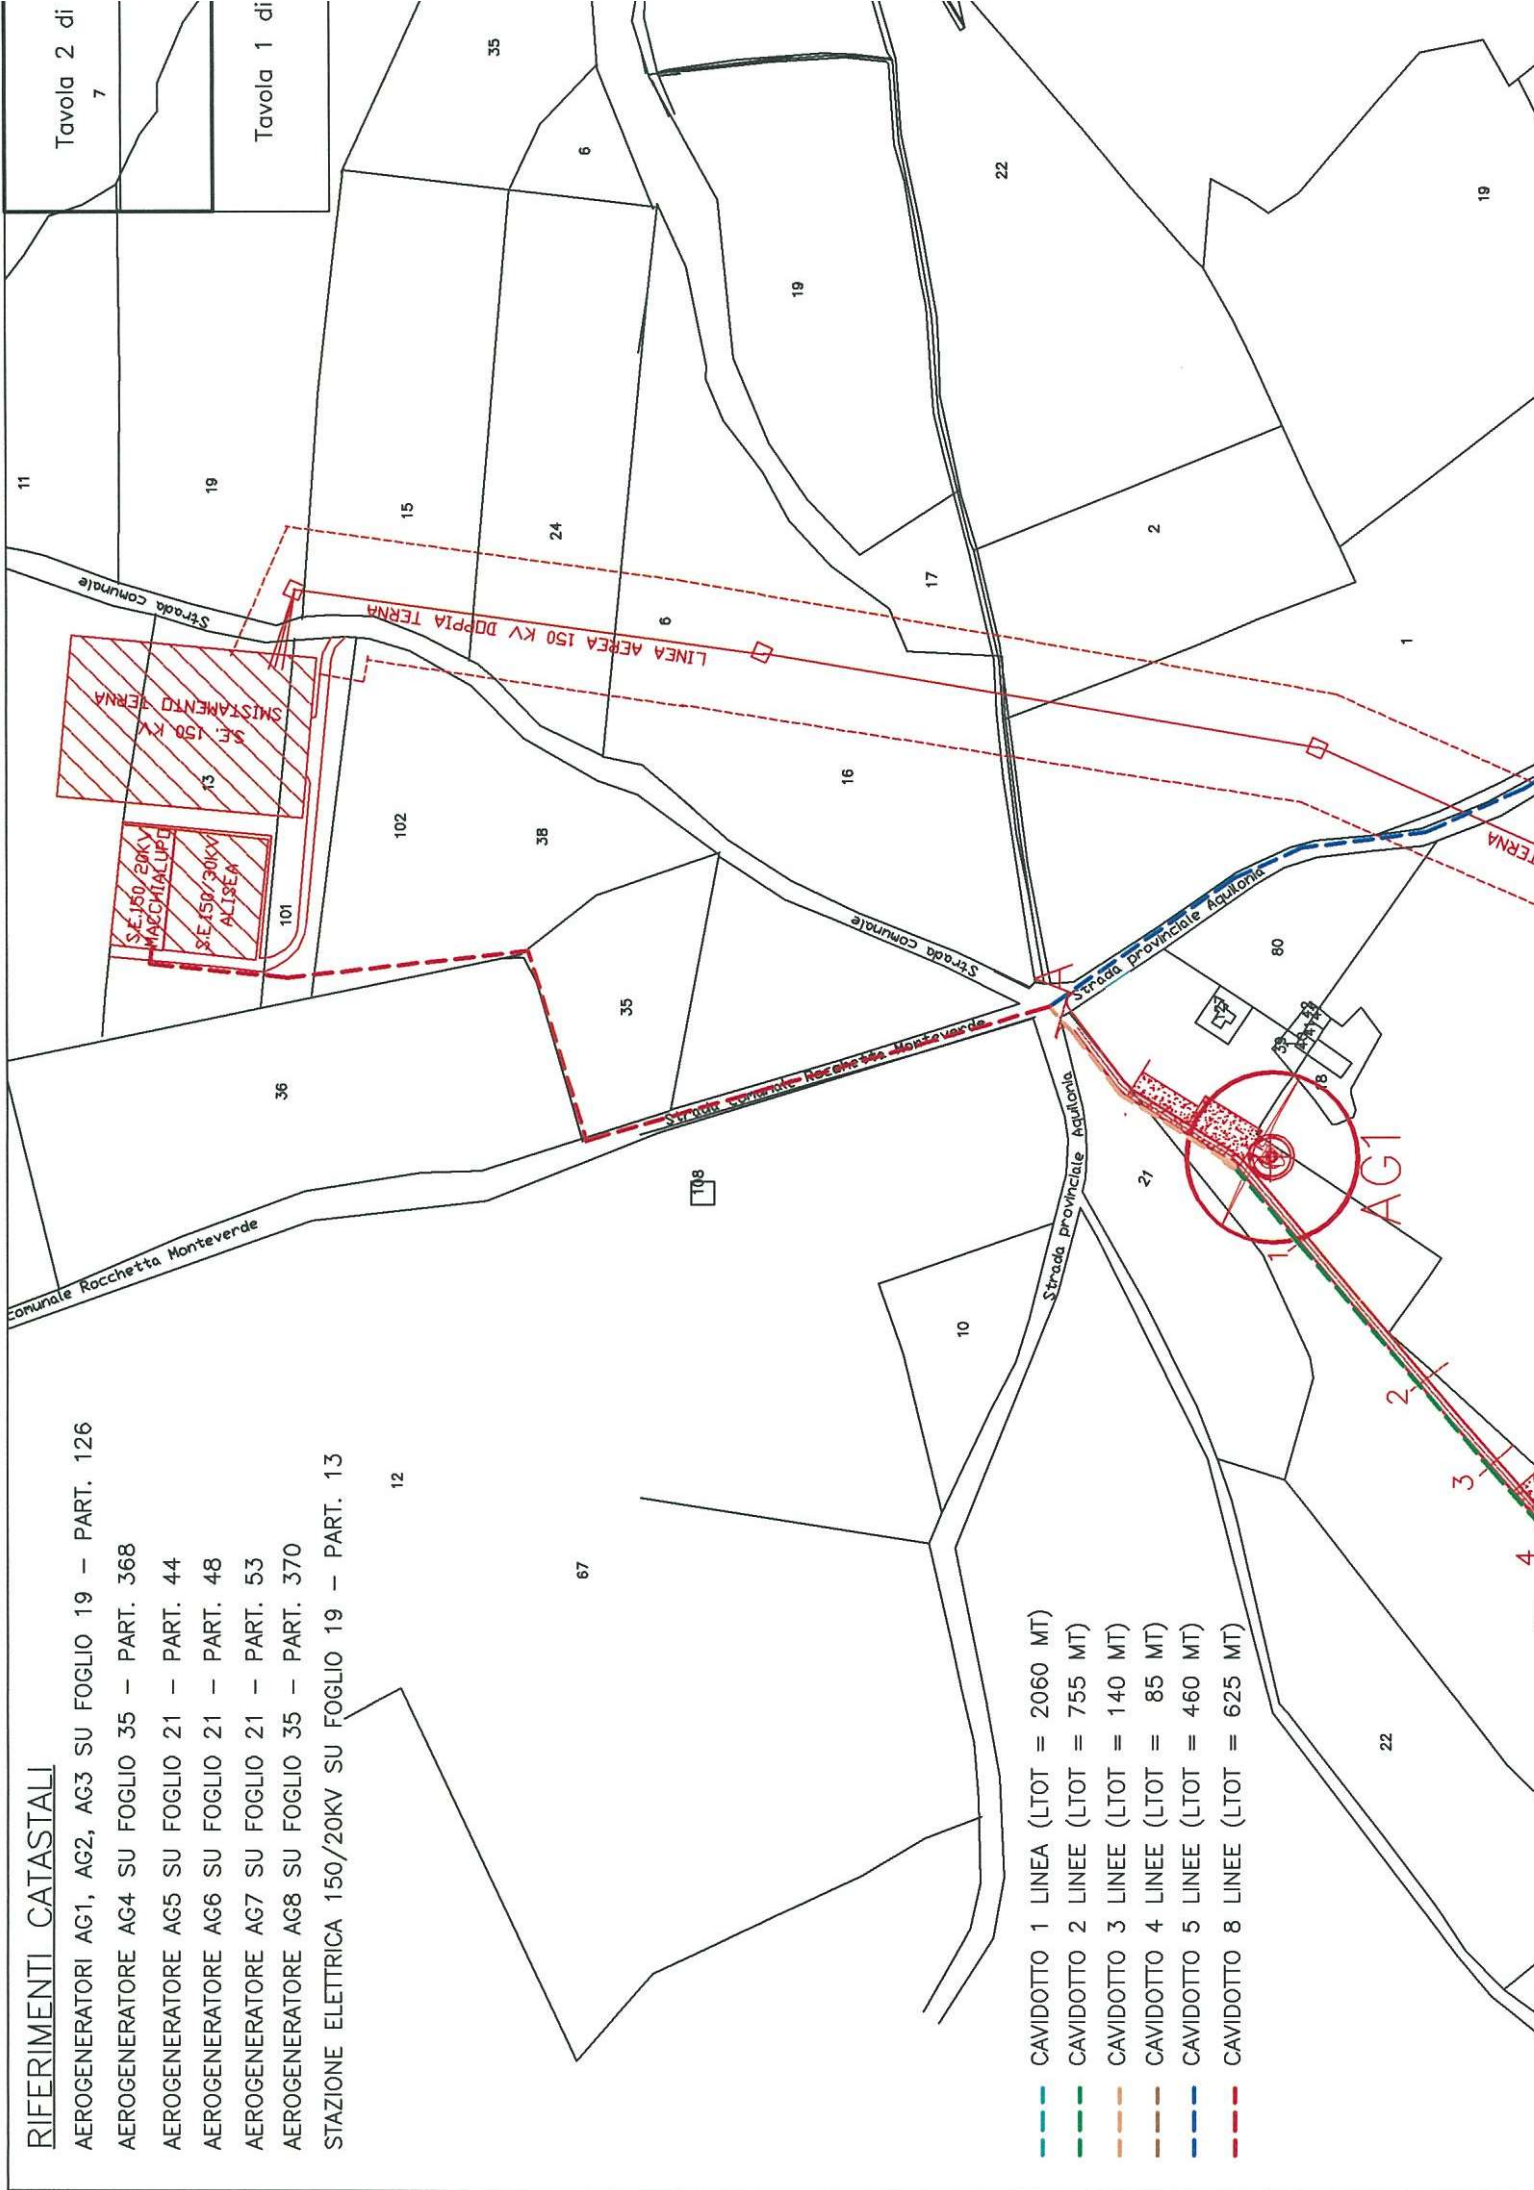 RIFERIMENTI CATASTALI
AEROGENERATORI AG1, AG2, AG3 SU FOGLIO 19 – PART. 126
AEROGENERATORE AG4 SU FOGLIO 35 – PART. 368
AEROGENERATORE AG5 SU FOGLIO 21 – PART. 44
AEROGENERATORE AG6 SU FOGLIO 21 – PART. 48
AEROGENERATORE AG7 SU FOGLIO 21 – PART. 53
AEROGENERATORE AG8 SU FOGLIO 35 – PART. 370
STAZIONE ELETTRICA 150/20KV SU FOGLIO 19 – PART. 13
Tavola 2 di
7
Tavola 1 di
11
19
35
6
15
24
6
19
22
19
17
2
1
16
Strada comunale
S.E. 150 KV
SMISTAMENTO TERNA
13
S.E.150/20KV
MACCHIALUPO
S.E.150/30KV
ALISEA
101
102
38
35
36
LINEA AEREA 150 KV DOPPIA TERNA
TERNA
Strada comunale
Strada comunale Rocchetta Monteverde
comunale Rocchetta Monteverde
Strada provinciale Aquilonia
Strada provinciale Aquilonia
108
80
39
78
21
10
12
67
22
AG1
1
2
3
4
CAVIDOTTO 1 LINEA (LTOT = 2060 MT)
CAVIDOTTO 2 LINEE (LTOT = 755 MT)
CAVIDOTTO 3 LINEE (LTOT = 140 MT)
CAVIDOTTO 4 LINEE (LTOT = 85 MT)
CAVIDOTTO 5 LINEE (LTOT = 460 MT)
CAVIDOTTO 8 LINEE (LTOT = 625 MT)